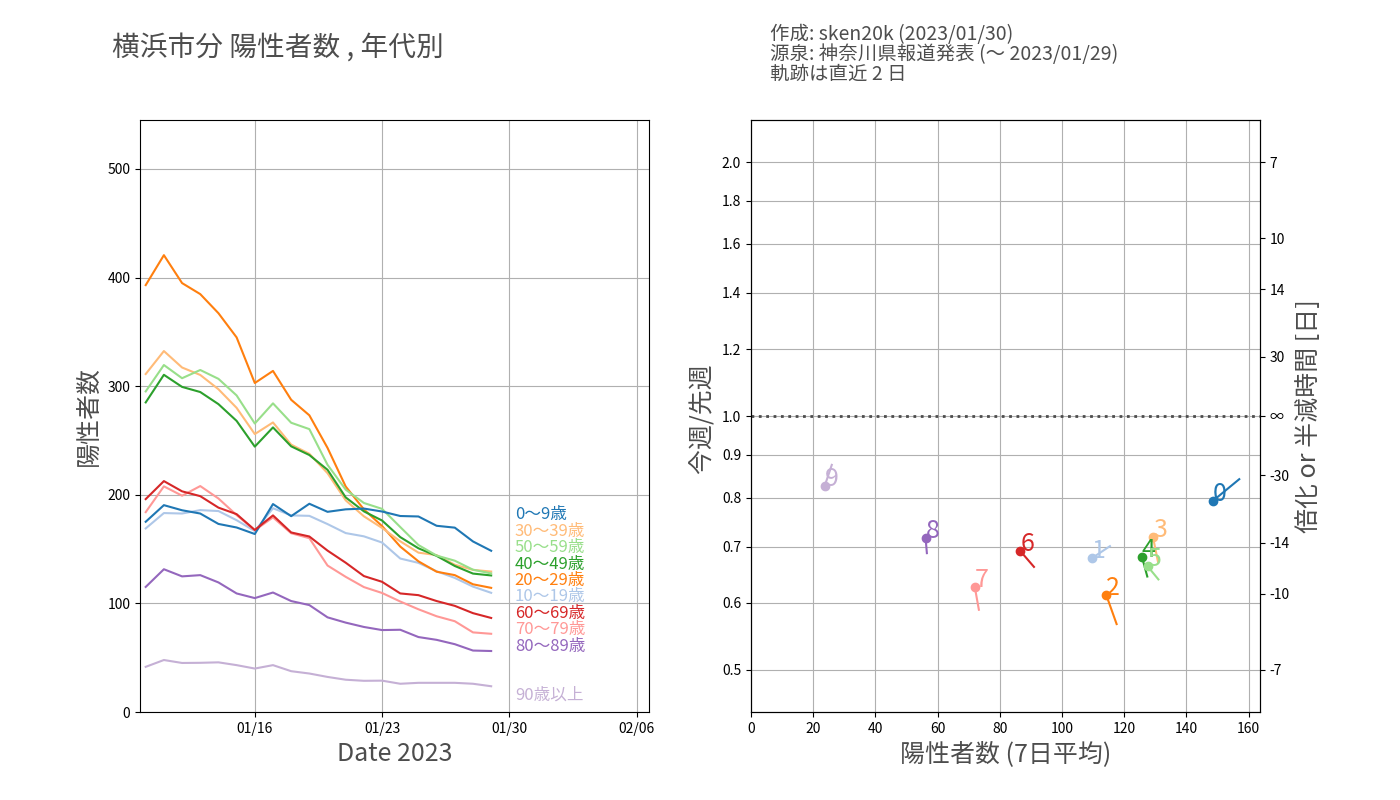 横浜市分 陽性者数 , 年代別
作成: sken20k (2023/01/30)
源泉: 神奈川県報道発表 (〜 2023/01/29)
軌跡は直近 2 日
陽性者数
500
400
300
200
100
0
01/16
01/23
01/30
02/06
Date 2023
0〜9歳
30〜39歳
50〜59歳
40〜49歳
20〜29歳
10〜19歳
60〜69歳
70〜79歳
80〜89歳
90歳以上
今週/先週
2.0
1.8
1.6
1.4
1.2
1.0
0.9
0.8
0.7
0.6
0.5
9
0
8
3
6
1
4
5
7
2
7
10
14
30
∞
-30
-14
-10
-7
倍化 or 半減時間 [日]
0
20
40
60
80
100
120
140
160
陽性者数 (7日平均)